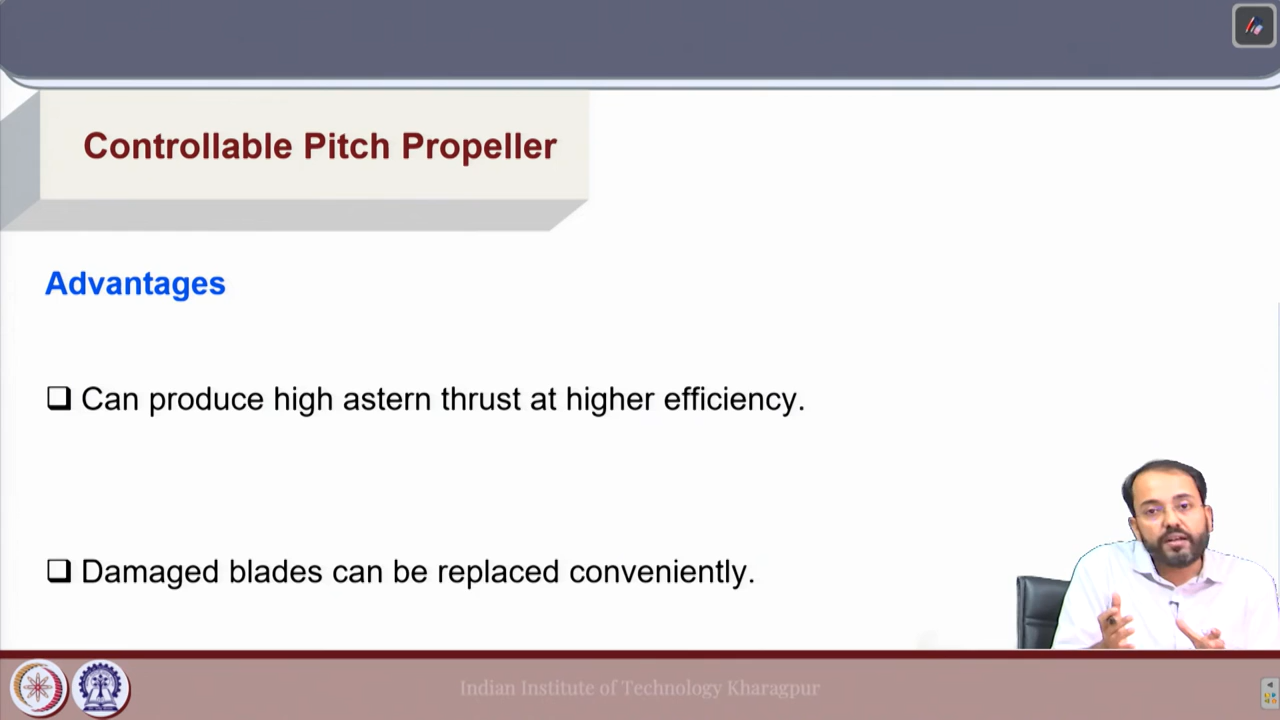 Controllable Pitch Propeller
Advantages
❑ Can produce high astern thrust at higher efficiency.
❑ Damaged blades can be replaced conveniently.
Indian Institute of Technology Kharagpur